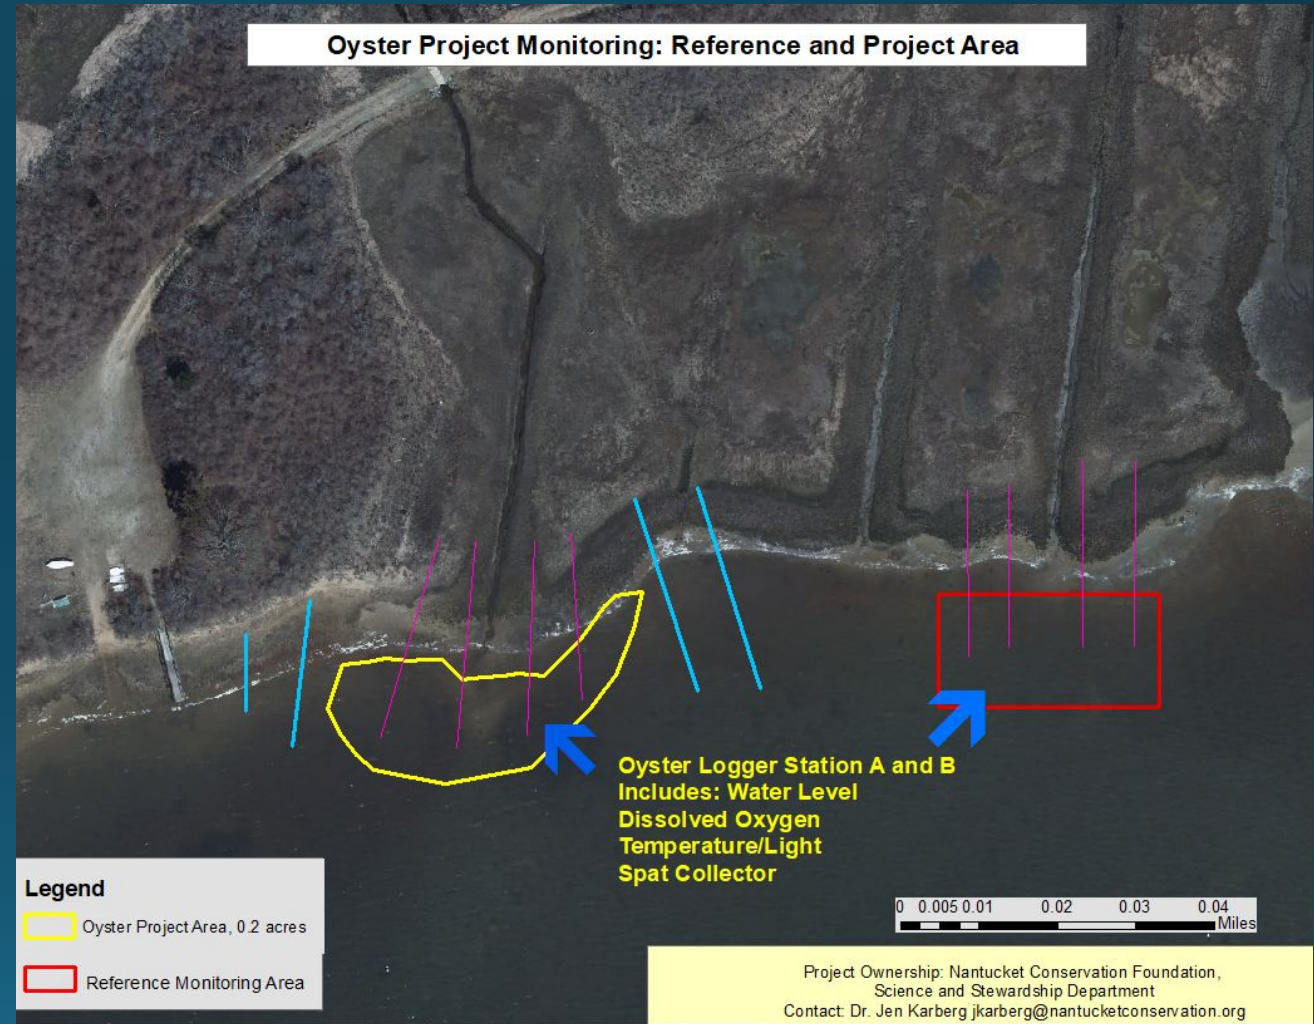 Oyster Project Monitoring: Reference and Project Area
Oyster Logger Station A and B
Includes: Water Level
Dissolved Oxygen
Temperature/Light
Spat Collector
Legend
Oyster Project Area, 0.2 acres
Reference Monitoring Area
0 0.005 0.01 0.02 0.03 0.04
Miles
Project Ownership: Nantucket Conservation Foundation,
Science and Stewardship Department
Contact: Dr. Jen Karberg jkarberg@nantucketconservation.org